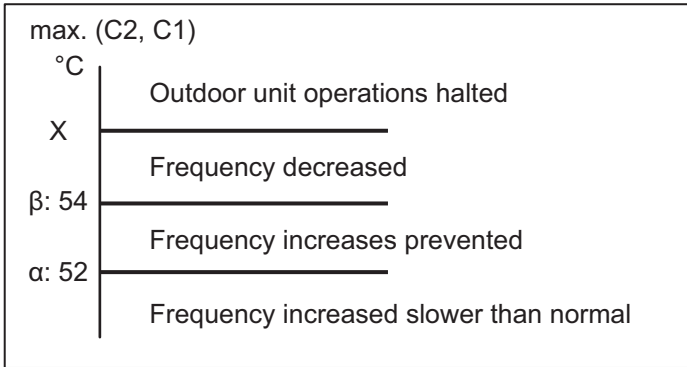 max. (C2, C1)
°C
Outdoor unit operations halted
X
Frequency decreased
β: 54
Frequency increases prevented
α: 52
Frequency increased slower than normal